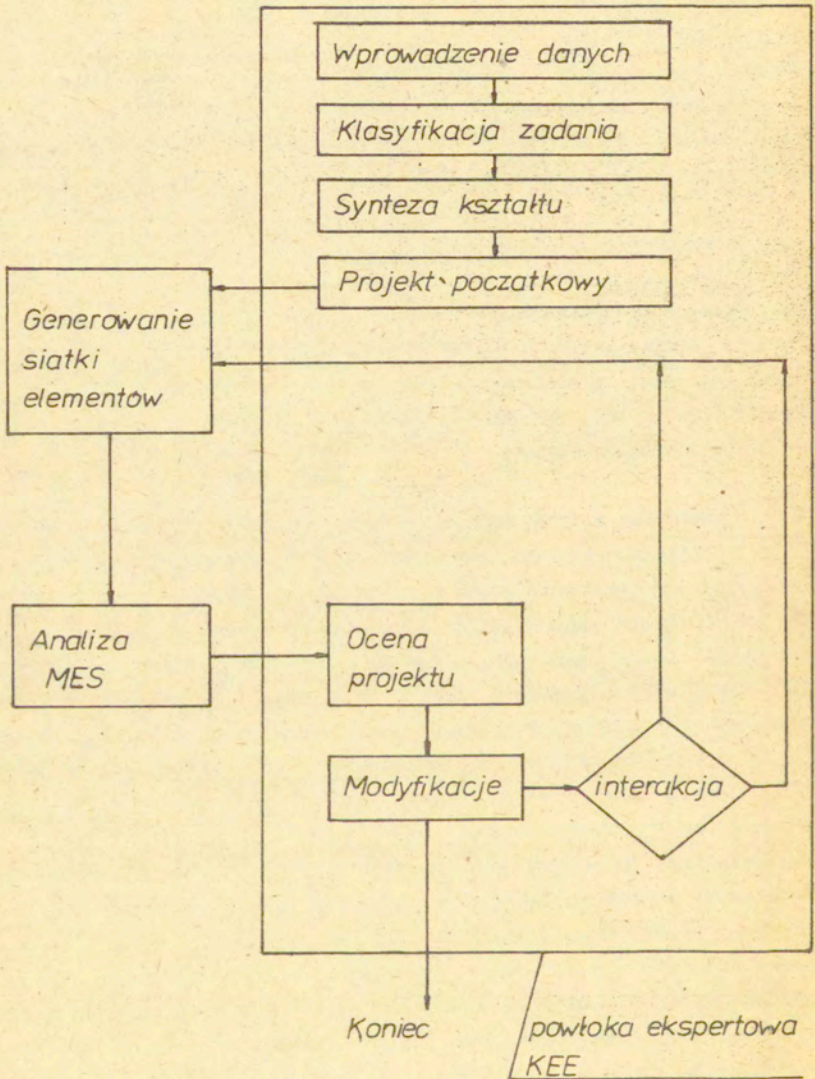 Wprowadzenie danych
Klasyfikacja zadania
Synteza kształtu
Projekt początkowy
Generowanie
siatki
elementów
Analiza
MES
Ocena
projektu
Modyfikacje
interakcja
Koniec
powłoka ekspertowa
KEE